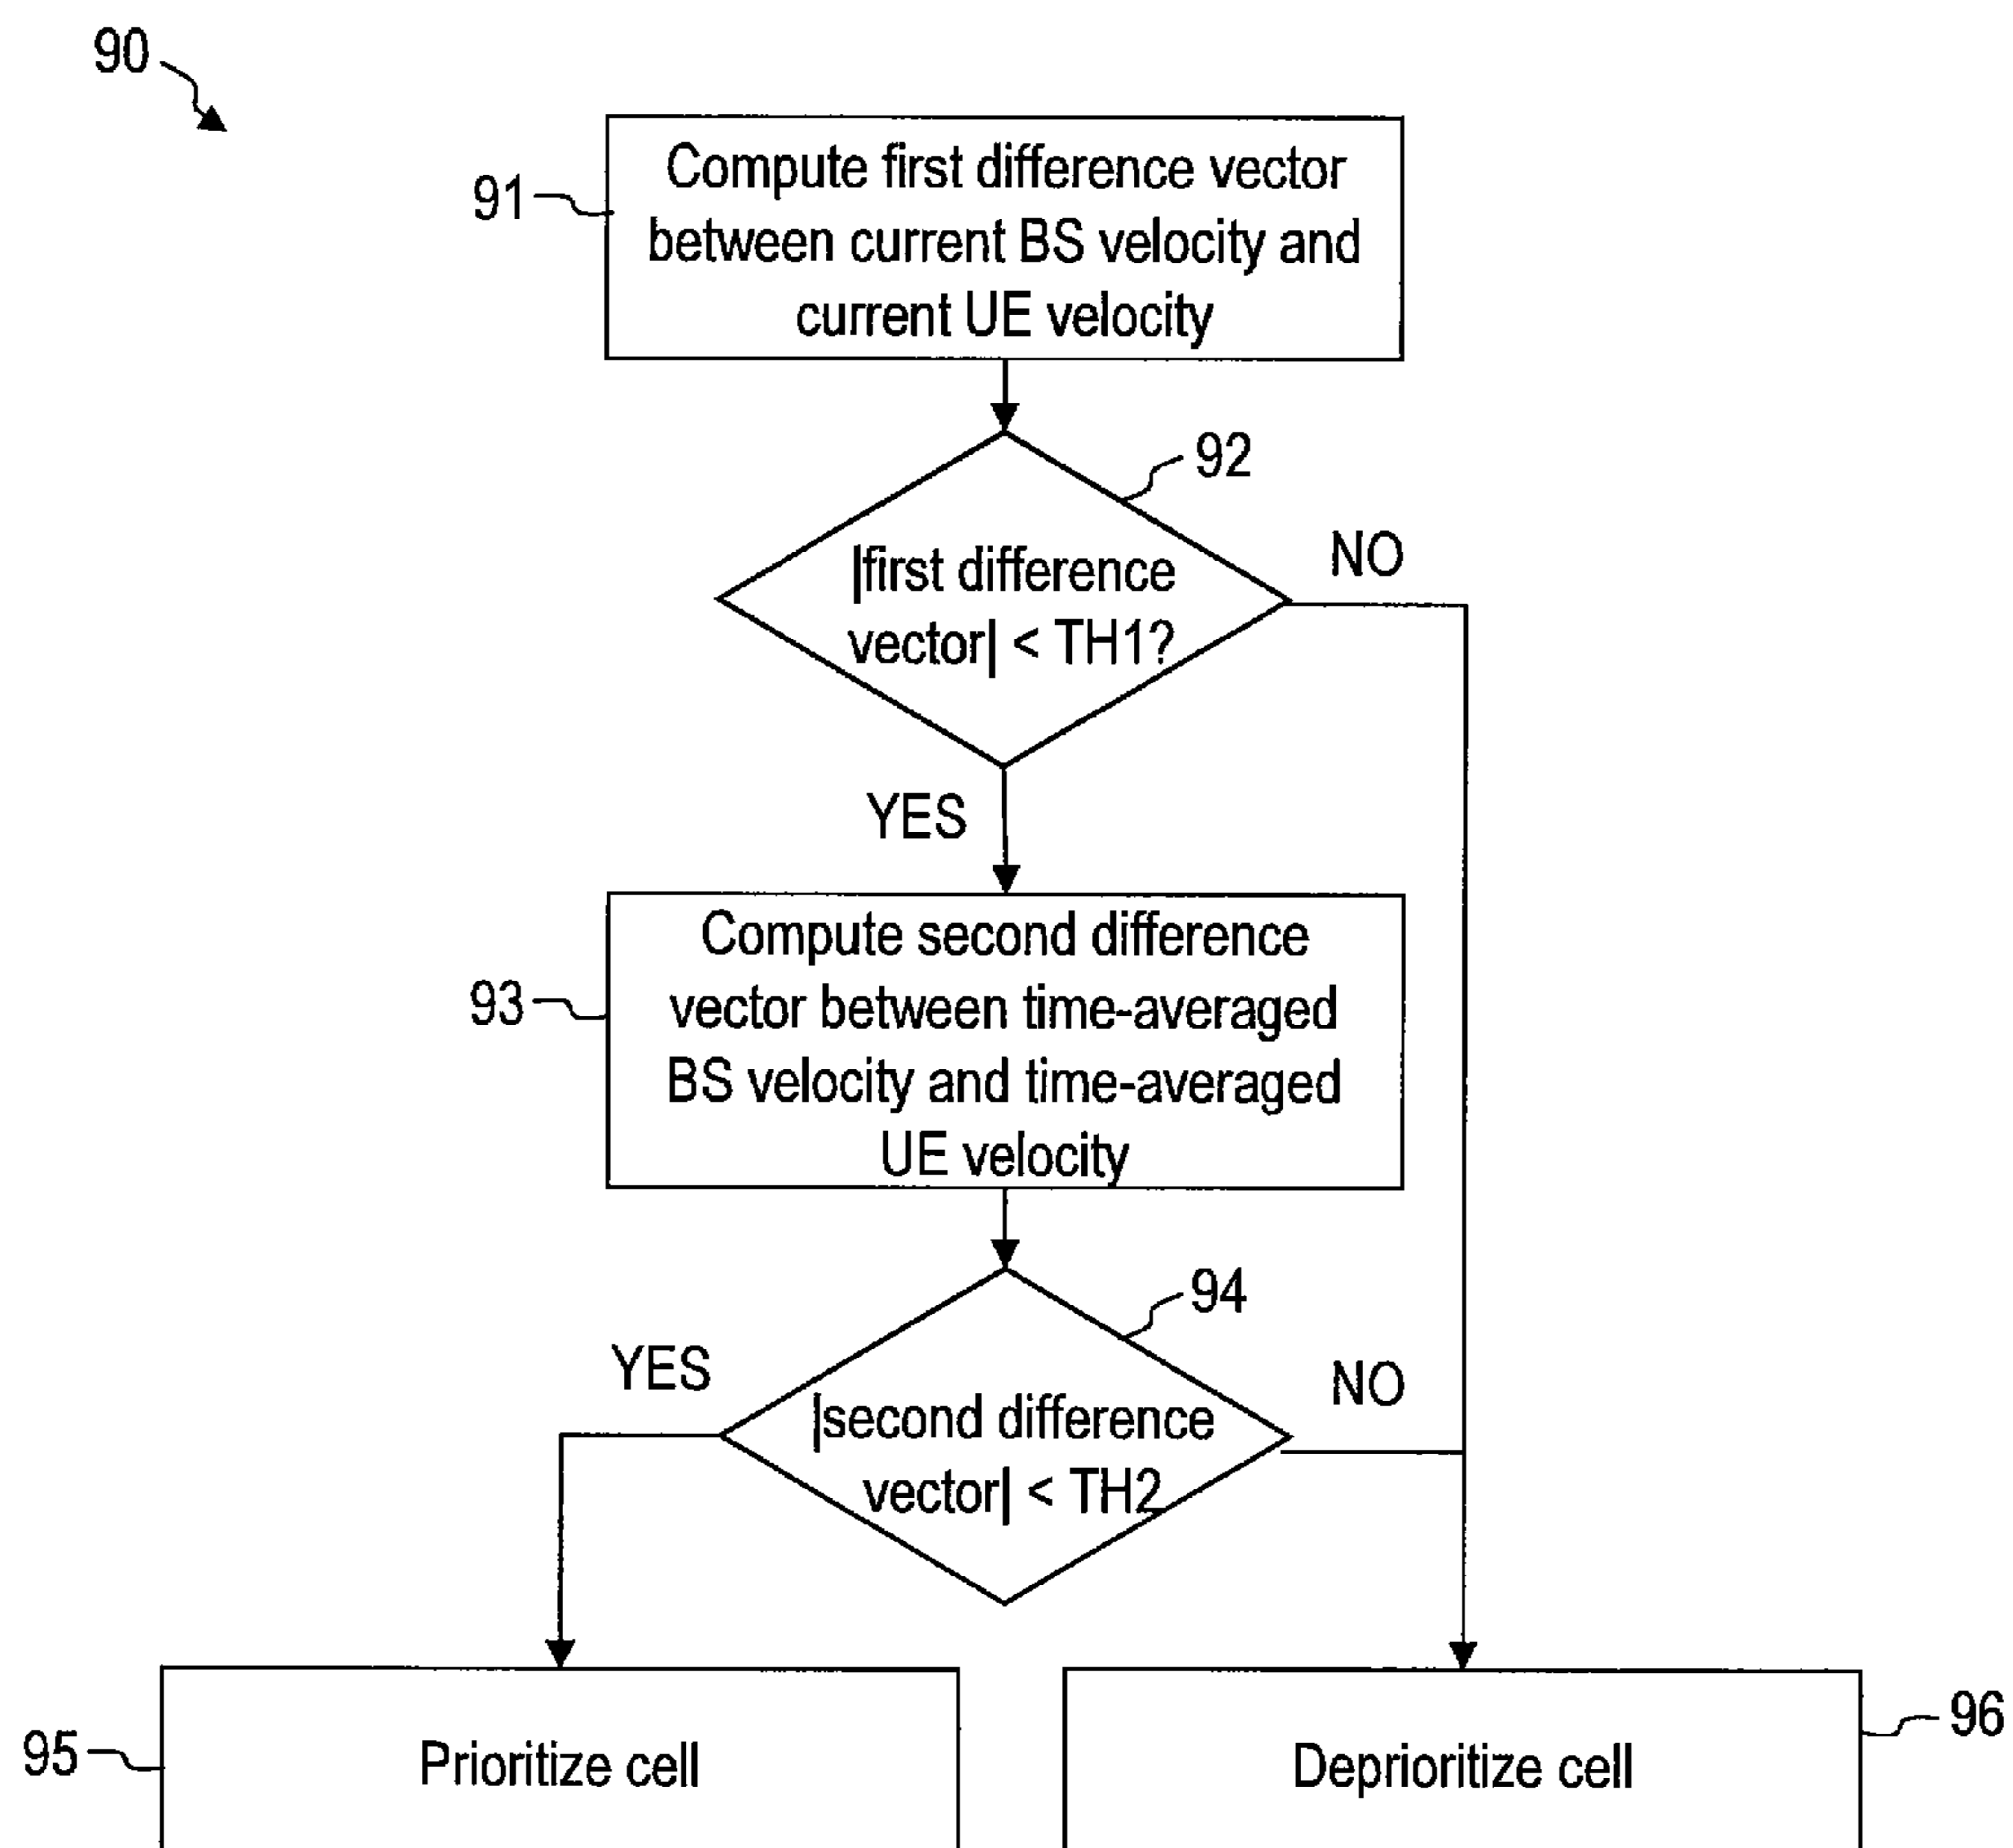 90
91
Compute first difference vector
between current BS velocity and
current UE velocity
92
|first difference
vector| < TH1?
NO
YES
93
Compute second difference
vector between time-averaged
BS velocity and time-averaged
UE velocity
94
YES
|second difference
vector| < TH2
NO
95
Prioritize cell
Deprioritize cell
96